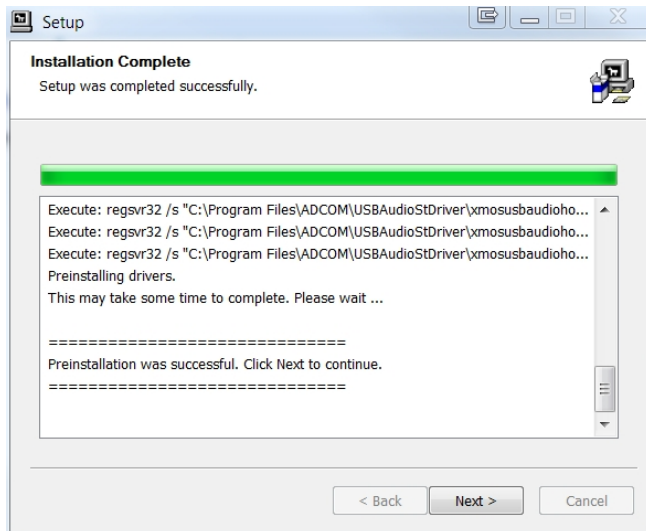 Setup
Installation Complete
Setup was completed successfully.
Execute: regsvr32 /s "C:\Program Files\ADCOM\USBAudioStDriver\xmosusbaudioho...
Execute: regsvr32 /s "C:\Program Files\ADCOM\USBAudioStDriver\xmosusbaudioho...
Execute: regsvr32 /s "C:\Program Files\ADCOM\USBAudioStDriver\xmosusbaudioho...
Preinstalling drivers.
This may take some time to complete. Please wait ...
==============================
Preinstallation was successful. Click Next to continue.
==============================
< Back Next > Cancel